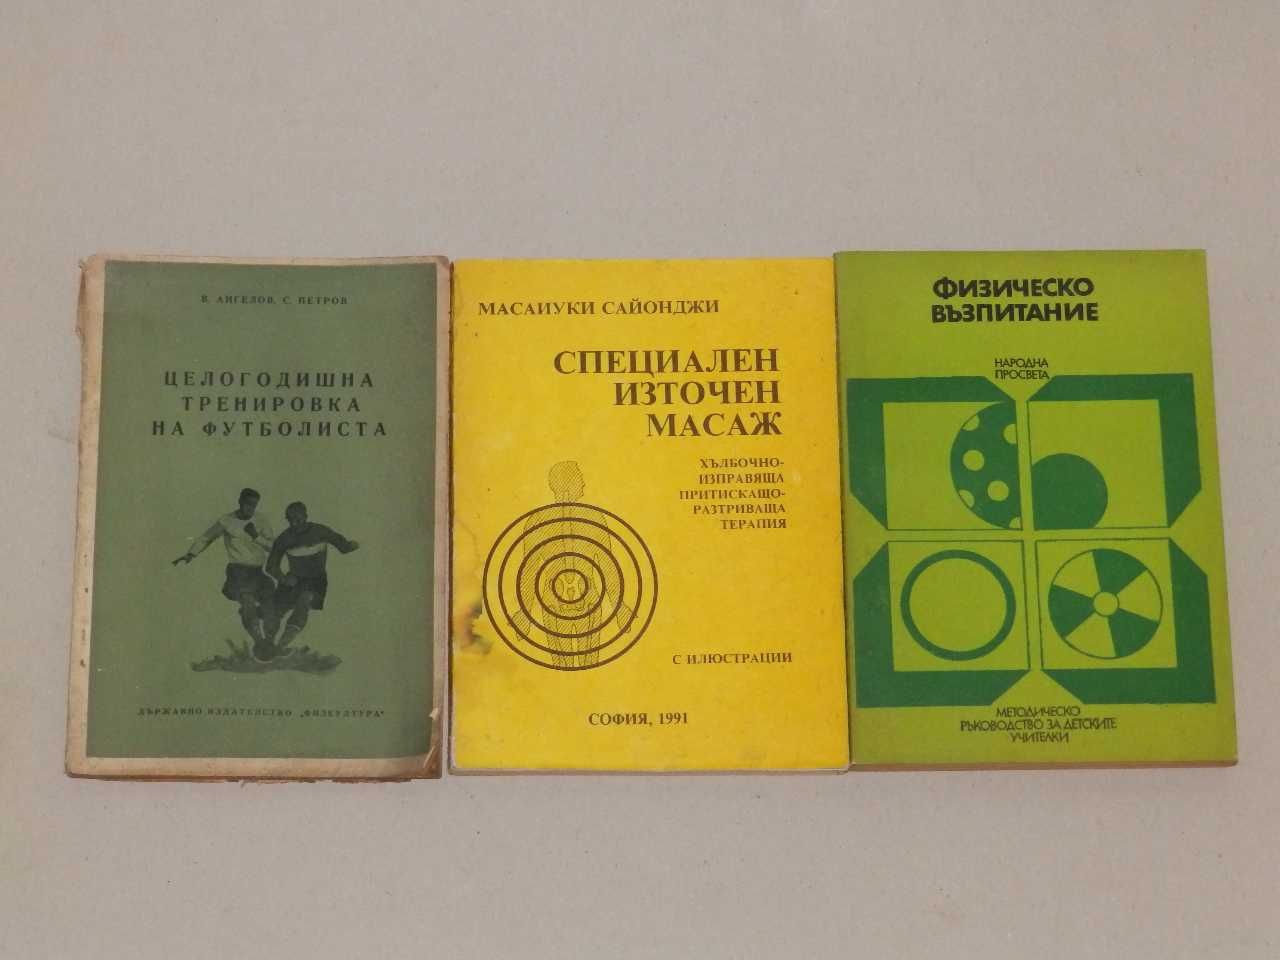 В. АНГЕЛОВ, С. ПЕТРОВ
ЦЕЛОГОДИШНА
ТРЕНИРОВКА
НА ФУТБОЛИСТА
ДЪРЖАВНО ИЗДАТЕЛСТВО „ФИЗКУЛТУРА"
МАСАИУКИ САЙОНДЖИ
СПЕЦИАЛЕН
ИЗТОЧЕН
МАСАЖ
ХЪЛБОЧНО-
ИЗПРАВЯЩА
ПРИТИСКАЩО-
РАЗТРИВАЩА
ТЕРАПИЯ
С ИЛЮСТРАЦИИ
СОФИЯ, 1991
ФИЗИЧЕСКО
ВЪЗПИТАНИЕ
НАРОДНА
ПРОСВЕТА
МЕТОДИЧЕСКО
РЪКОВОДСТВО ЗА ДЕТСКИТЕ
УЧИТЕЛКИ